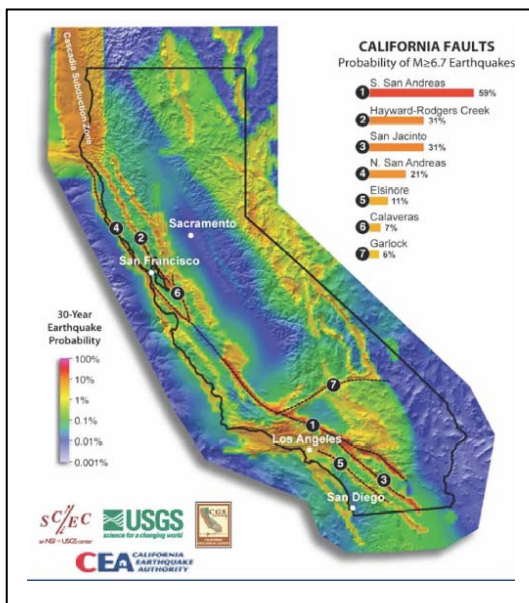 CALIFORNIA FAULTS
Probability of M≥6.7 Earthquakes
1 S. San Andreas
59%
2 Hayward-Rodgers Creek
31%
3 San Jacinto
31%
4 N. San Andreas
21%
5 Elsinore
11%
6 Calaveras
7%
7 Garlock
6%
Cascadia Subduction Zone
Sacramento
4
2
San Francisco
6
30-Year
Earthquake
Probability
100%
10%
1%
0.1%
0.01%
0.001%
7
1
Los Angeles
5
3
San Diego
SC/EC
an NSF + USGS center
USGS
science for a changing world
CGS
CEA CALIFORNIA
EARTHQUAKE
AUTHORITY